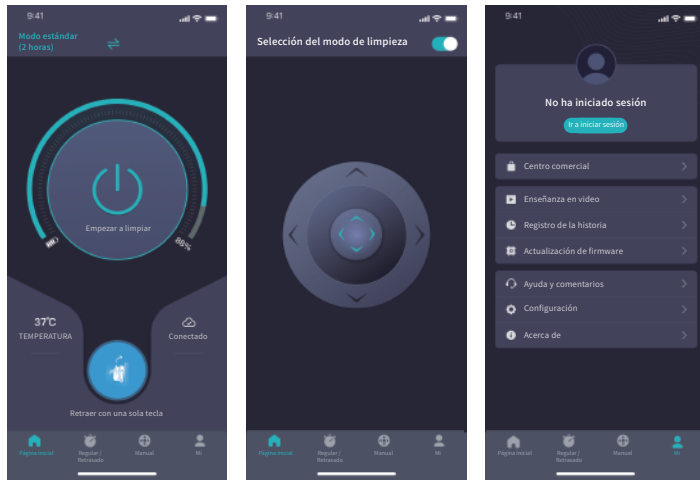 9:41
Modo estándar
(2 horas)
Empezar a limpiar
88%
37°C
TEMPERATURA
Conectado
Retraer con una sola tecla
Página inicial
Regular /
Retrasado
Manual
Mi
9:41
Selección del modo de limpieza
Página inicial
Regular /
Retrasado
Manual
Mi
9:41
No ha iniciado sesión
Ir a iniciar sesión
Centro comercial
Enseñanza en video
Registro de la historia
Actualización de firmware
Ayuda y comentarios
Configuración
Acerca de
Página inicial
Regular /
Retrasado
Manual
Mi